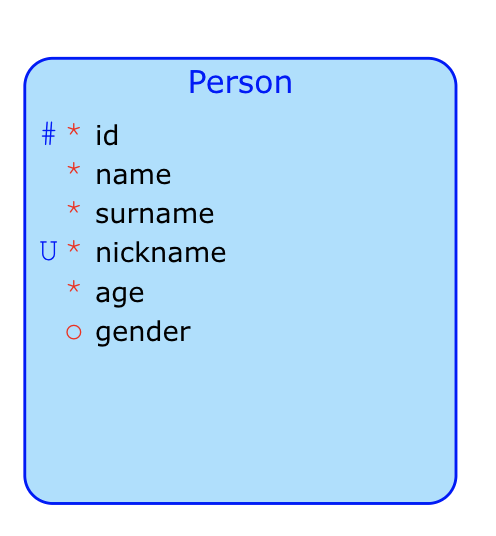 Person
# * id
* name
* surname
U * nickname
* age
o gender